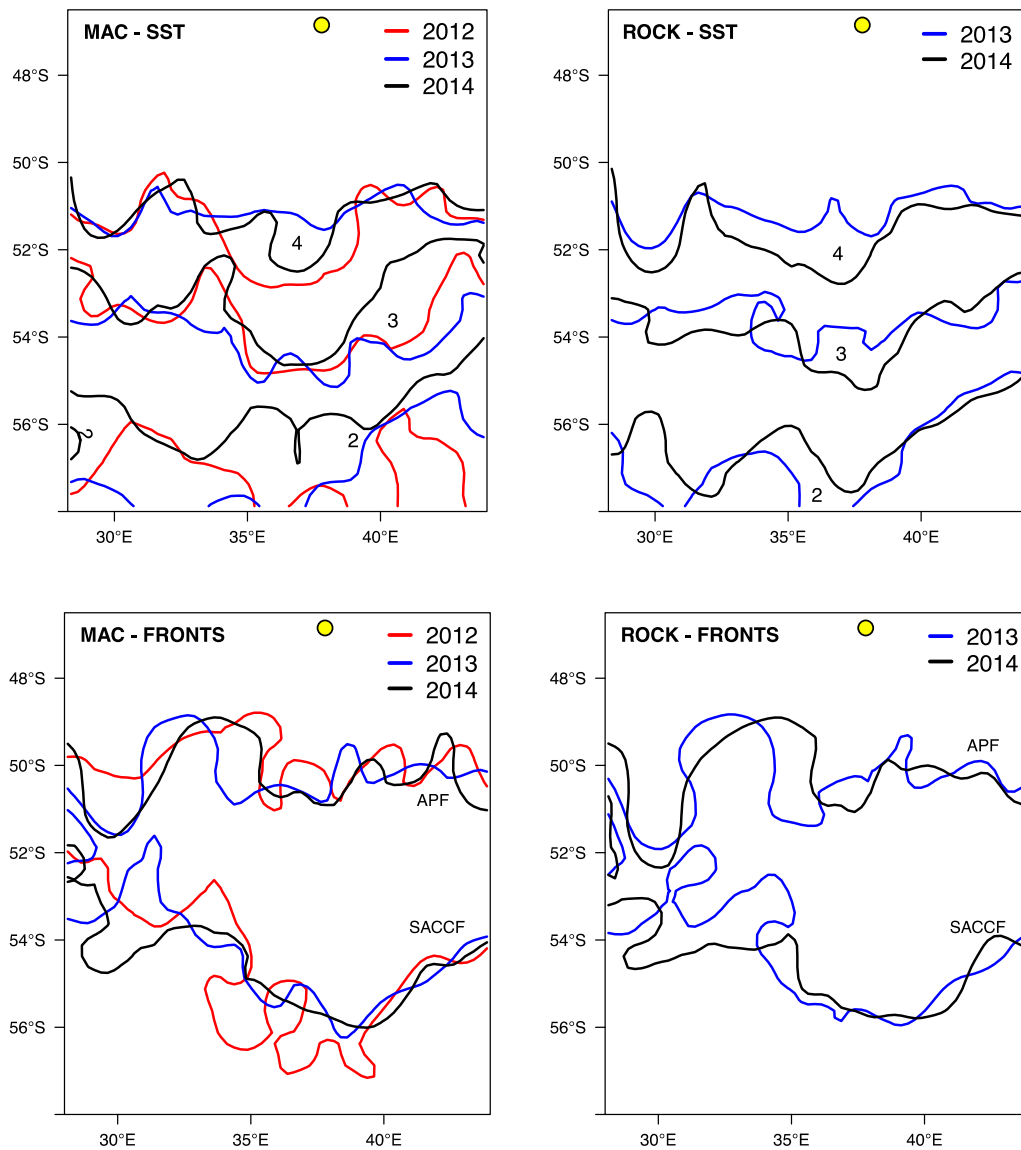 MAC - SST
2012
2013
2014
48°S
50°S
52°S
54°S
56°S
4
3
2
2
30°E
35°E
40°E
ROCK - SST
2013
2014
48°S
50°S
52°S
54°S
56°S
4
3
2
30°E
35°E
40°E
MAC - FRONTS
2012
2013
2014
48°S
50°S
52°S
54°S
56°S
APF
SACCF
30°E
35°E
40°E
ROCK - FRONTS
2013
2014
48°S
50°S
52°S
54°S
56°S
APF
SACCF
30°E
35°E
40°E